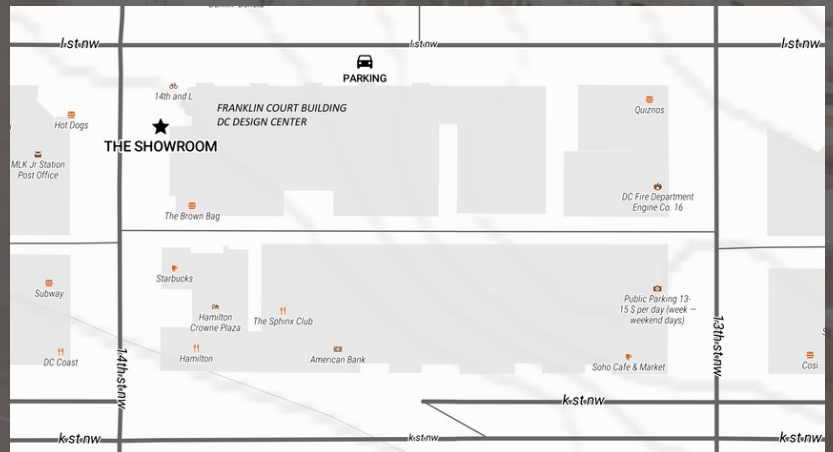 l st nw
l st nw
l st nw
PARKING
14th and L
FRANKLIN COURT BUILDING
DC DESIGN CENTER
Quiznos
Hot Dogs
THE SHOWROOM
MLK Jr Station
Post Office
DC Fire Department
Engine Co. 16
The Brown Bag
Starbucks
Subway
Hamilton
Crowne Plaza
The Sphinx Club
Public Parking 13-
15 $ per day (week –
weekend days)
14th st nw
13th st nw
DC Coast
Hamilton
American Bank
Soho Cafe & Market
Cosi
k st nw
k st nw
k st nw
k st nw